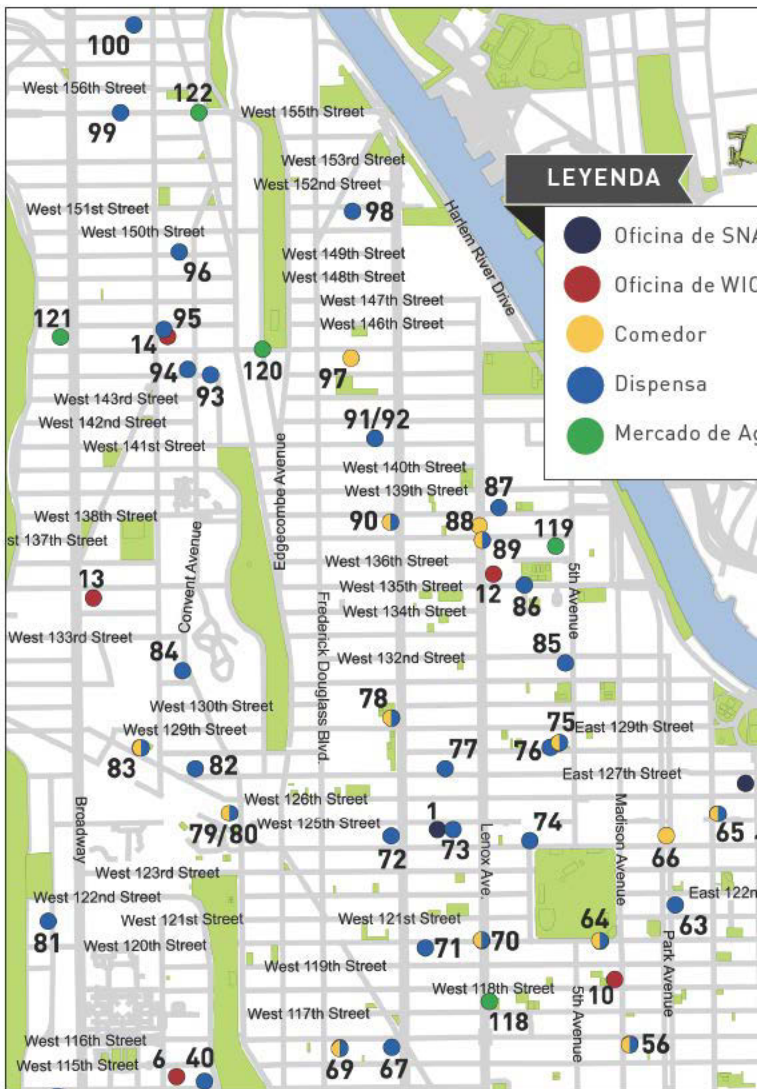 100
West 156th Street
122
99
West 155th Street
West 153rd Street
West 152nd Street
LEYENDA
West 151st Street
98
West 150th Street
Oficina de SNA
96
West 149th Street
Harlem River Drive
West 148th Street
Oficina de WIC
West 147th Street
121
95
West 146th Street
14
Comedor
120
97
94
93
Dispensa
West 143rd Street
91/92
West 142nd Street
Mercado de Ag
West 141st Street
Edgecombe Avenue
West 140th Street
West 139th Street
87
West 138th Street
90
88
119
st 137th Street
89
Convent Avenue
West 136th Street
13
West 135th Street
12
86
5th Avenue
West 134th Street
Frederick Douglass Blvd.
West 133rd Street
84
West 132nd Street
85
West 130th Street
78
West 129th Street
75
East 129th Street
83
82
77
76
East 127th Street
Broadway
West 126th Street
79/80
West 125th Street
1
72
73
74
Lenox Ave.
Madison Avenue
65
66
West 123rd Street
West 122nd Street
East 122n
81
West 121st Street
West 121st Street
70
64
63
West 120th Street
71
Park Avenue
West 119th Street
West 118th Street
10
5th Avenue
West 117th Street
118
West 116th Street
56
West 115th Street
6
40
69
67